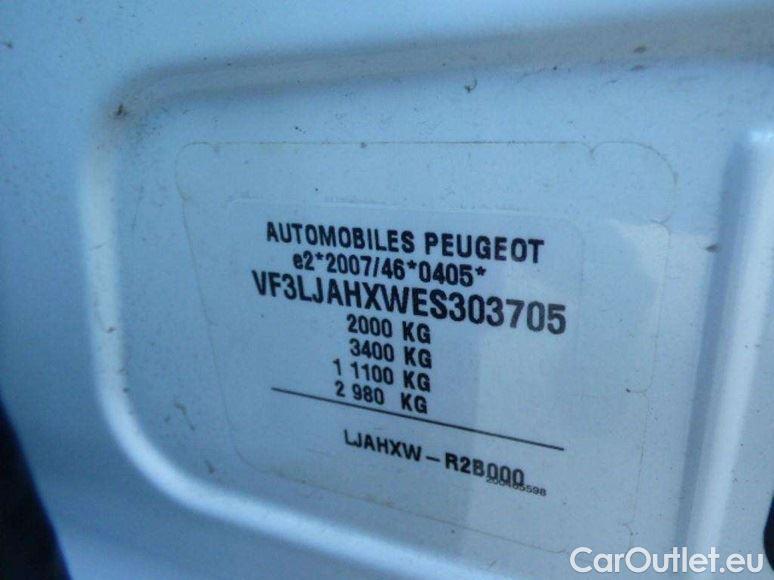 AUTOMOBILES PEUGEOT
e2*2007/46*0405*
VF3LJAHXWES303705
2000 KG
3400 KG
1 1100 KG
2 980 KG
LJAHXW-R2B000
CarOutlet.eu